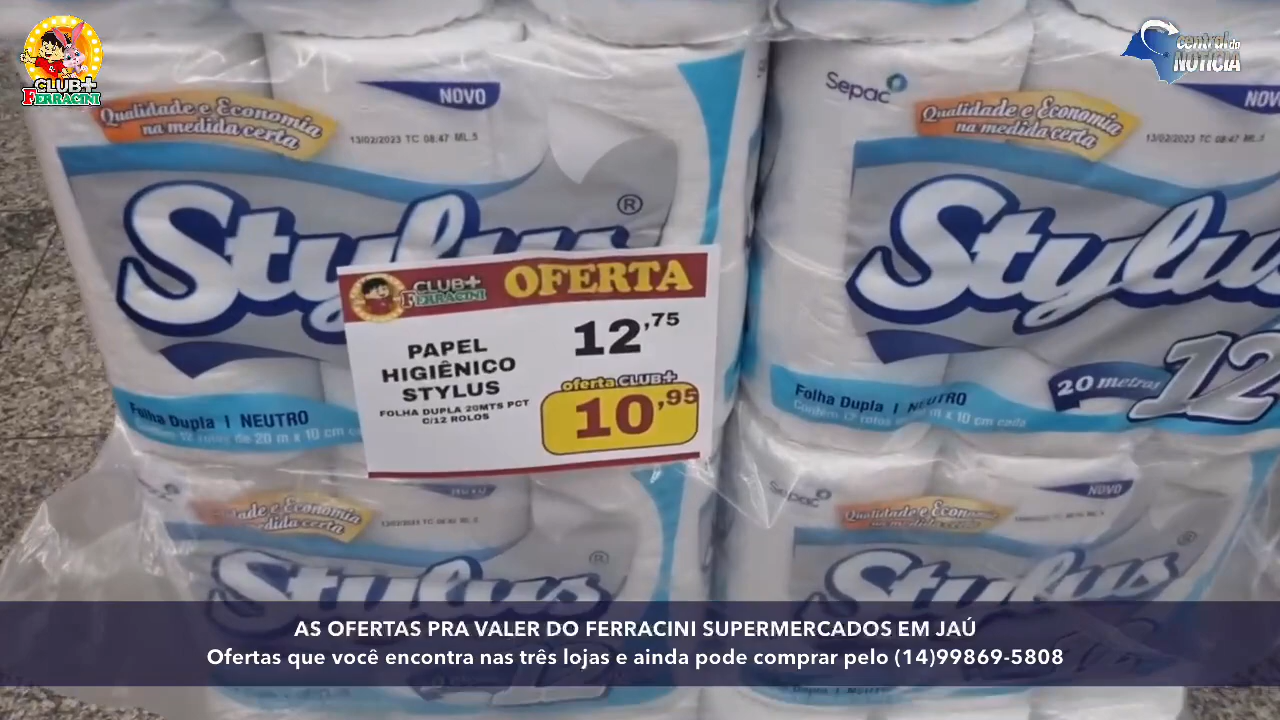 CLUB+
FERRACINI
central da
NOTÍCIA
Qualidade e Economia
na medida certa
NOVO
13/02/2023 TC 08:47 ML.5
Stylus
®
Folha Dupla | NEUTRO
OFERTA
CLUB+
FERRACINI
PAPEL
HIGIÊNICO
STYLUS
FOLHA DUPLA 20MTS PCT
C/12 ROLOS
12,75
oferta CLUB+
10,95
Sepac
Qualidade e Economia
na medida certa
NOV
13/02/2023 TC 08:47 ML.5
Stylus
20 metros
12
Folha Dupla | NEUTRO
Stylus
®
Sepac
Qualidade e Econom
NOVO
Stylus
®
AS OFERTAS PRA VALER DO FERRACINI SUPERMERCADOS EM JAÚ
Ofertas que você encontra nas três lojas e ainda pode comprar pelo (14)99869-5808